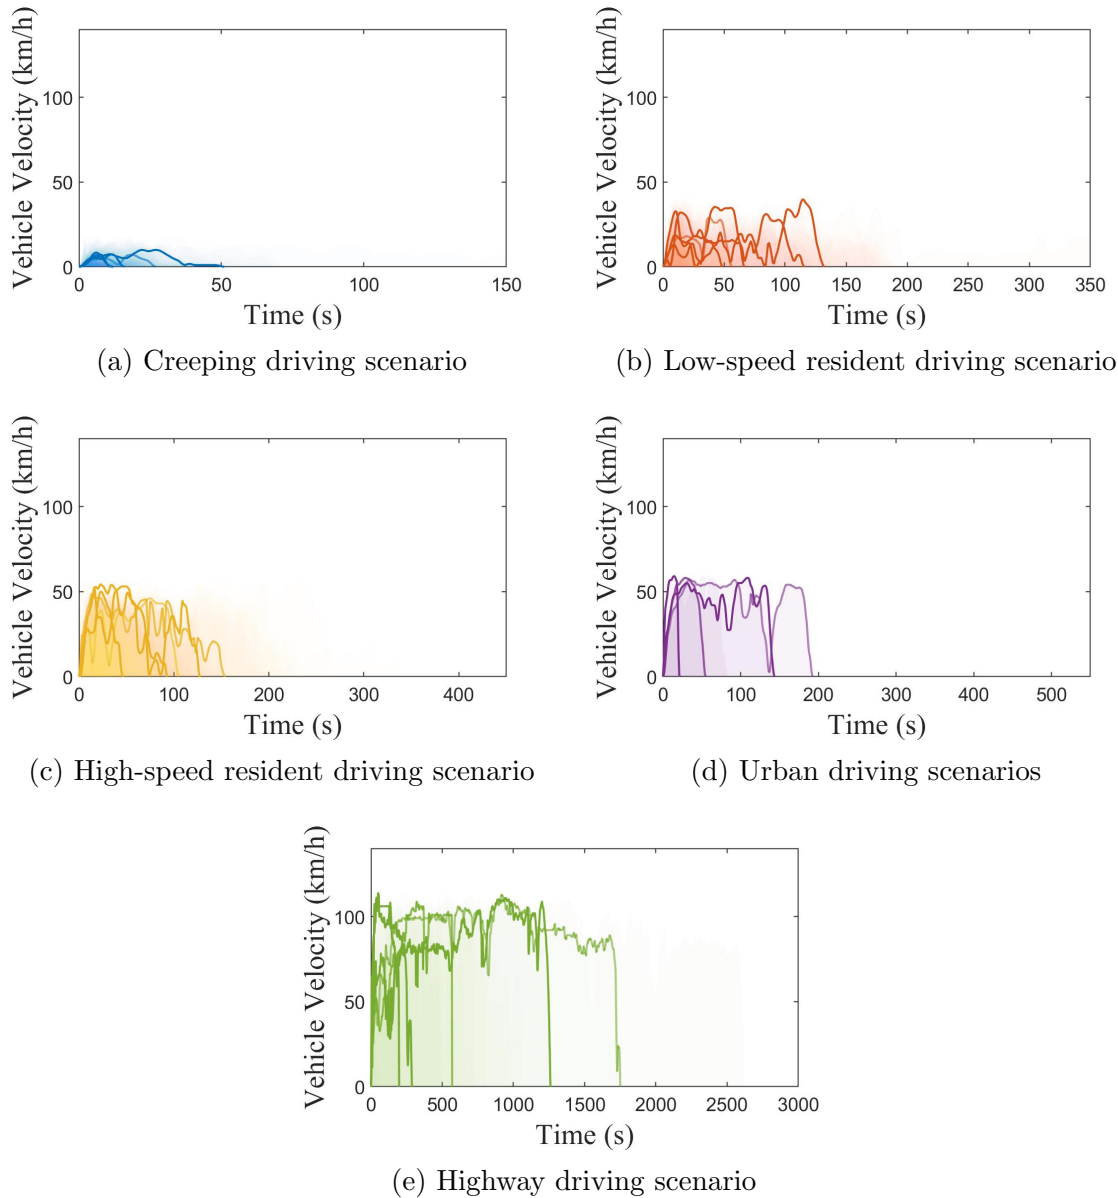 Vehicle Velocity (km/h)
100
50
0
0 50 100 150
Time (s)
(a) Creeping driving scenario
Vehicle Velocity (km/h)
100
50
0
0 50 100 150 200 250 300 350
Time (s)
(b) Low-speed resident driving scenario
Vehicle Velocity (km/h)
100
50
0
0 100 200 300 400
Time (s)
(c) High-speed resident driving scenario
Vehicle Velocity (km/h)
100
50
0
0 100 200 300 400 500
Time (s)
(d) Urban driving scenarios
Vehicle Velocity (km/h)
100
50
0
0 500 1000 1500 2000 2500 3000
Time (s)
(e) Highway driving scenario